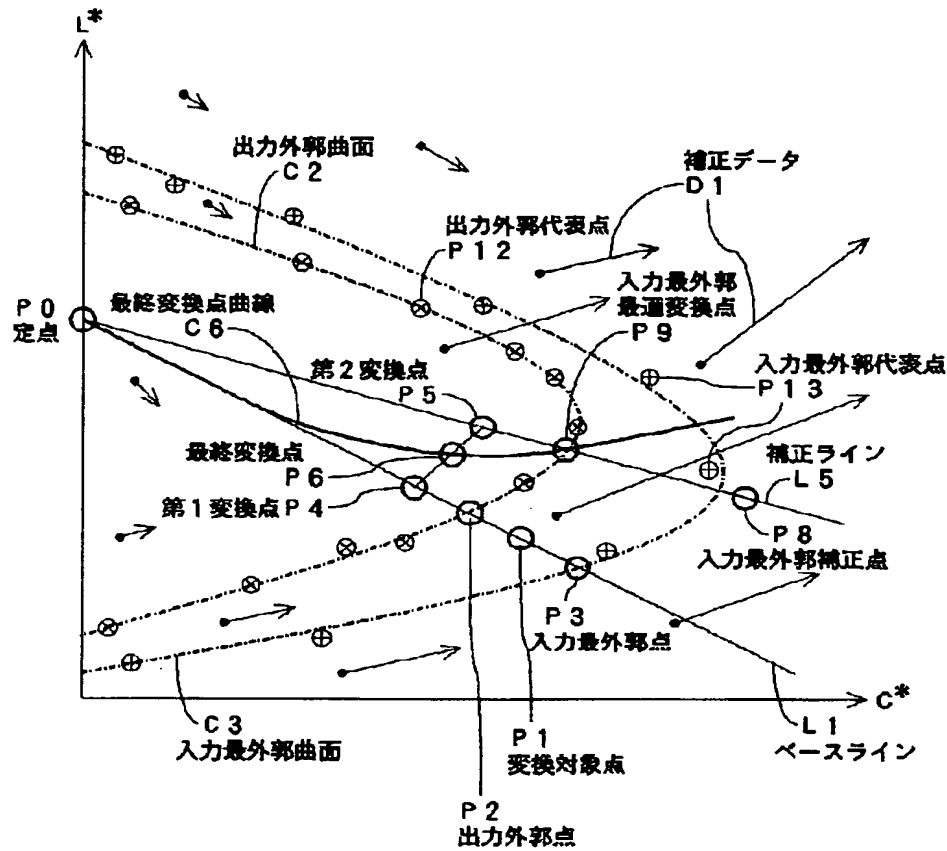 L*
出力外郭曲面
C2
補正データ
D1
出力外郭代表点
P12
入力最外郭
最適変換点
P9
P0
定点
最終変換点曲線
C6
第2変換点
P5
入力最外郭代表点
P13
最終変換点
P6
補正ライン
L5
第1変換点P4
P8
入力最外郭補正点
P3
入力最外郭点
C*
C3
入力最外郭曲面
P1
変換対象点
L1
ベースライン
P2
出力外郭点